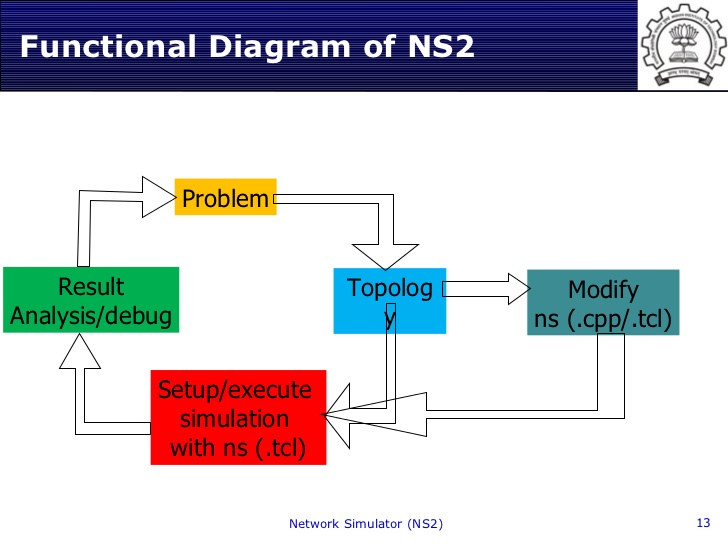 Functional Diagram of NS2
Problem
Result
Analysis/debug
Topolog
y
Modify
ns (.cpp/.tcl)
Setup/execute
simulation
with ns (.tcl)
Network Simulator (NS2)
13